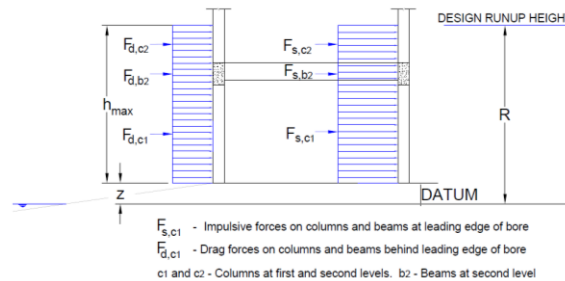 DESIGN RUNUP HEIGH
Fd,c2
Fs,c2
Fd,b2
Fs,b2
hmax
R
Fd,c1
Fs,c1
z
DATUM
Fs,c1 - Impulsive forces on columns and beams at leading edge of bore
Fd,c1 - Drag forces on columns and beams behind leading edge of bore
c1 and c2 - Columns at first and second levels. b2 - Beams at second level